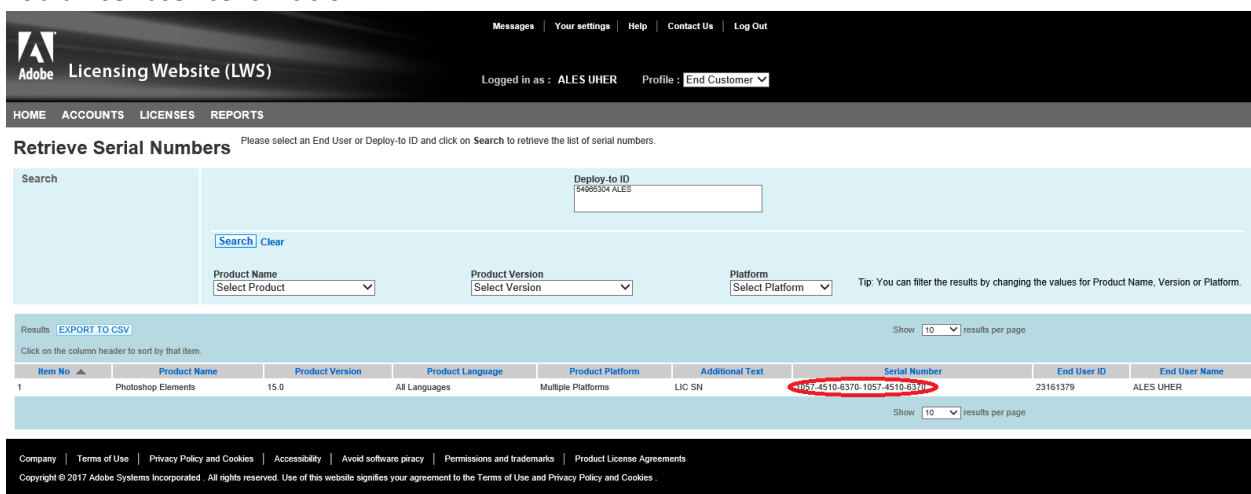 Messages | Your settings | Help | Contact Us | Log Out
Adobe Licensing Website (LWS)
Logged in as : ALES UHER Profile : End Customer
HOME ACCOUNTS LICENSES REPORTS
Retrieve Serial Numbers Please select an End User or Deploy-to ID and click on Search to retrieve the list of serial numbers.
Search
Deploy-to ID
54965304 ALES
Search Clear
Product Name Product Version Platform
Select Product Select Version Select Platform Tip: You can filter the results by changing the values for Product Name, Version or Platform.
Results EXPORT TO CSV Show 10 results per page
Click on the column header to sort by that item.
Item No Product Name Product Version Product Language Product Platform Additional Text Serial Number End User ID End User Name
1 Photoshop Elements 15.0 All Languages Multiple Platforms LIC SN 1057-4510-6370-1057-4510-6370 23161379 ALES UHER
Show 10 results per page
Company | Terms of Use | Privacy Policy and Cookies | Accessibility | Avoid software piracy | Permissions and trademarks | Product License Agreements
Copyright © 2017 Adobe Systems Incorporated . All rights reserved. Use of this website signifies your agreement to the Terms of Use and Privacy Policy and Cookies .